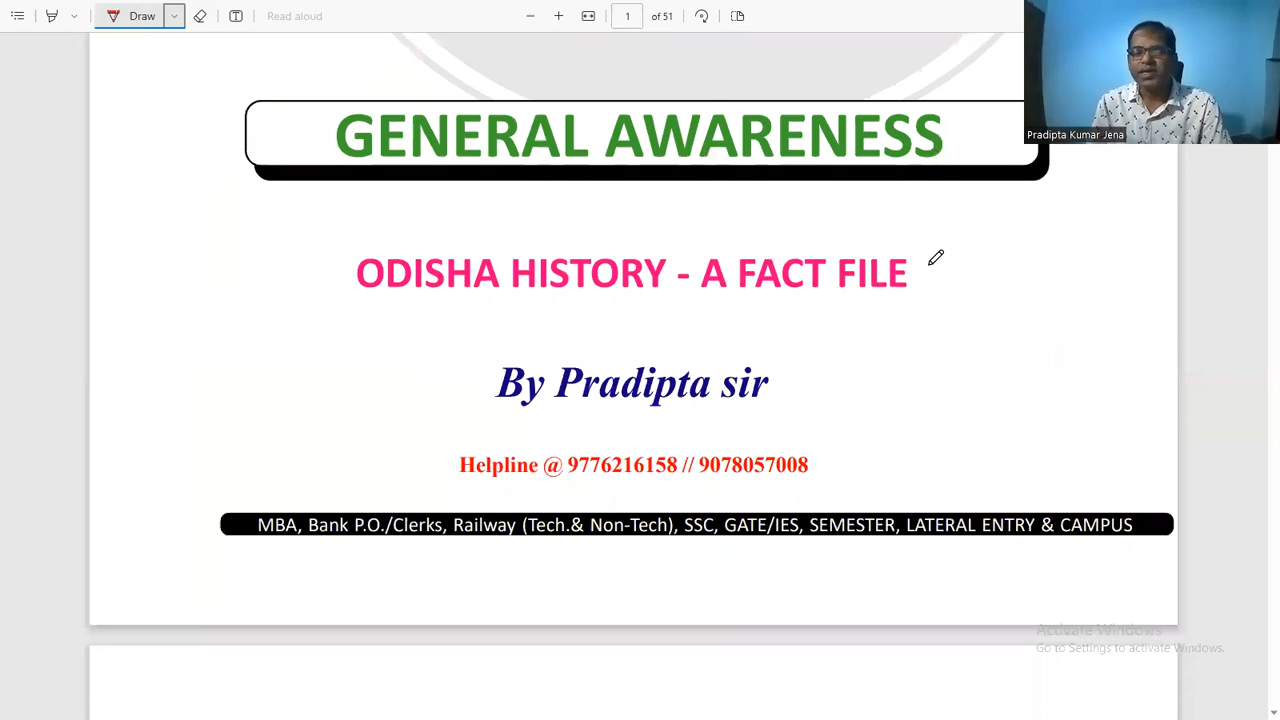 Draw
Read aloud
1 of 51
Pradipta Kumar Jena
GENERAL AWARENESS
ODISHA HISTORY - A FACT FILE
By Pradipta sir
Helpline @ 9776216158 // 9078057008
MBA, Bank P.O./Clerks, Railway (Tech.& Non-Tech), SSC, GATE/IES, SEMESTER, LATERAL ENTRY & CAMPUS
Activate Windows
Go to Settings to activate Windows.